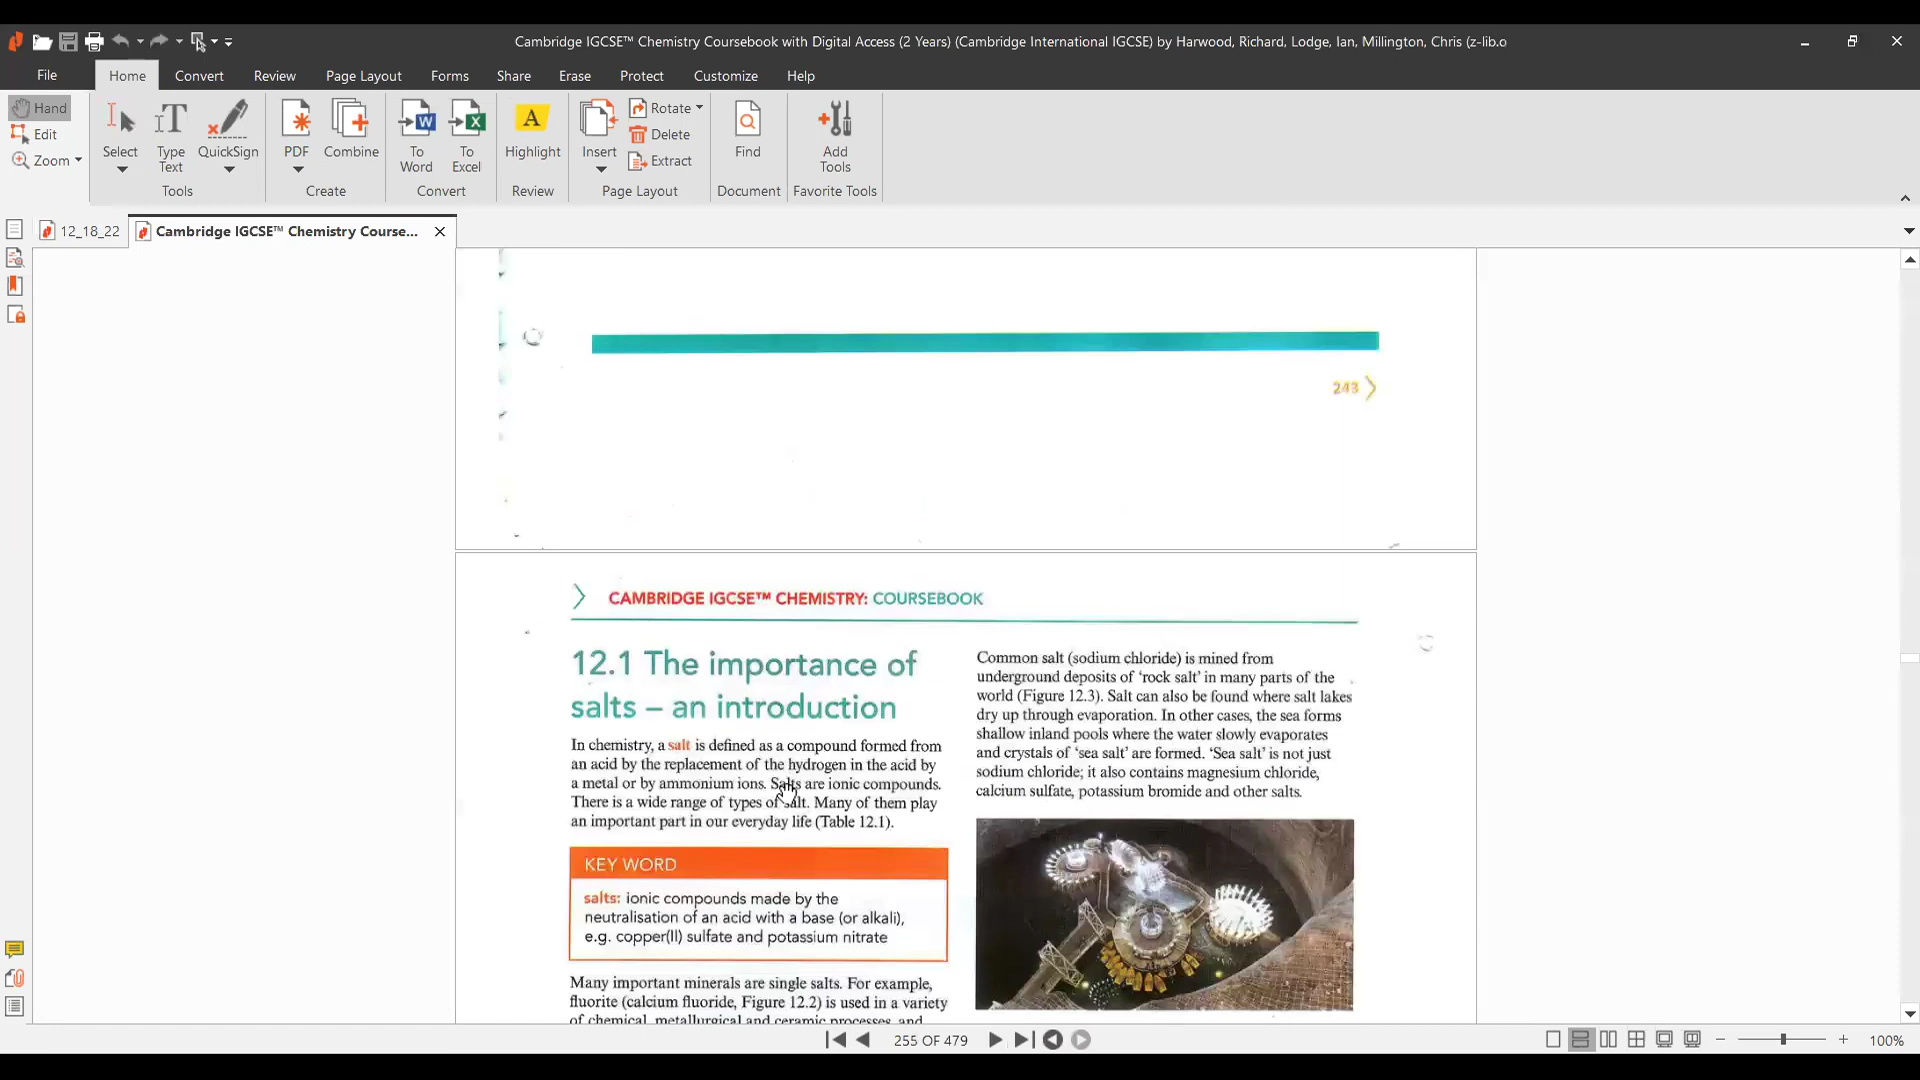 Cambridge IGCSE™ Chemistry Coursebook with Digital Access (2 Years) (Cambridge International IGCSE) by Harwood, Richard, Lodge, Ian, Millington, Chris (z-lib.o
File
Home
Convert
Review
Page Layout
Forms
Share
Erase
Protect
Customize
Help
Hand
Edit
Zoom
Select
Type
Text
QuickSign
Tools
PDF
Combine
Create
To
Word
To
Excel
Convert
Highlight
Review
Insert
Rotate
Delete
Extract
Page Layout
Find
Document
Add
Tools
Favorite Tools
12_18_22
Cambridge IGCSE™ Chemistry Course...
243
CAMBRIDGE IGCSE™ CHEMISTRY: COURSEBOOK
12.1 The importance of
salts – an introduction
In chemistry, a salt is defined as a compound formed from
an acid by the replacement of the hydrogen in the acid by
a metal or by ammonium ions. Salts are ionic compounds.
There is a wide range of types of salt. Many of them play
an important part in our everyday life (Table 12.1).
KEY WORD
salts: ionic compounds made by the
neutralisation of an acid with a base (or alkali),
e.g. copper(II) sulfate and potassium nitrate
Many important minerals are single salts. For example,
fluorite (calcium fluoride, Figure 12.2) is used in a variety
of chemical, metallurgical and ceramic processes, and
Common salt (sodium chloride) is mined from
underground deposits of ‘rock salt’ in many parts of the
world (Figure 12.3). Salt can also be found where salt lakes
dry up through evaporation. In other cases, the sea forms
shallow inland pools where the water slowly evaporates
and crystals of ‘sea salt’ are formed. ‘Sea salt’ is not just
sodium chloride; it also contains magnesium chloride,
calcium sulfate, potassium bromide and other salts.
255 OF 479
100%